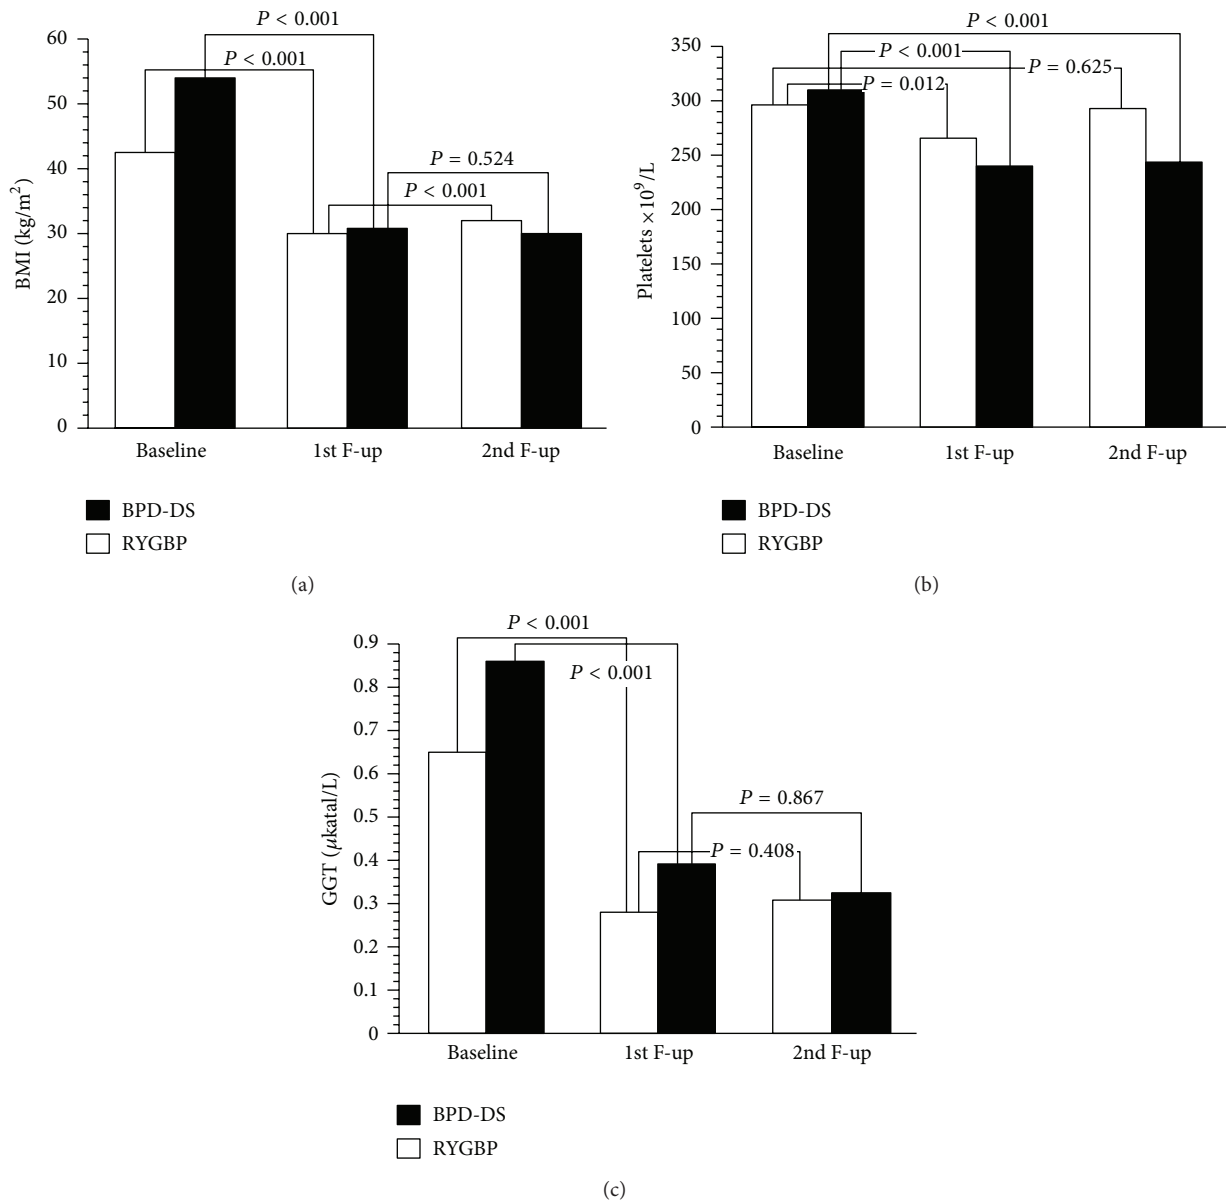 P < 0.001
P < 0.001
P = 0.524
P < 0.001
60
50
40
30
20
10
0
BMI (kg/m²)
Baseline
1st F-up
2nd F-up
BPD-DS
RYGBP
(a)
P < 0.001
P < 0.001
P = 0.625
P = 0.012
350
300
250
200
150
100
50
0
Platelets ×10⁹/L
Baseline
1st F-up
2nd F-up
BPD-DS
RYGBP
(b)
P < 0.001
P < 0.001
P = 0.867
P = 0.408
0.9
0.8
0.7
0.6
0.5
0.4
0.3
0.2
0.1
0
GGT (μkatal/L)
Baseline
1st F-up
2nd F-up
BPD-DS
RYGBP
(c)